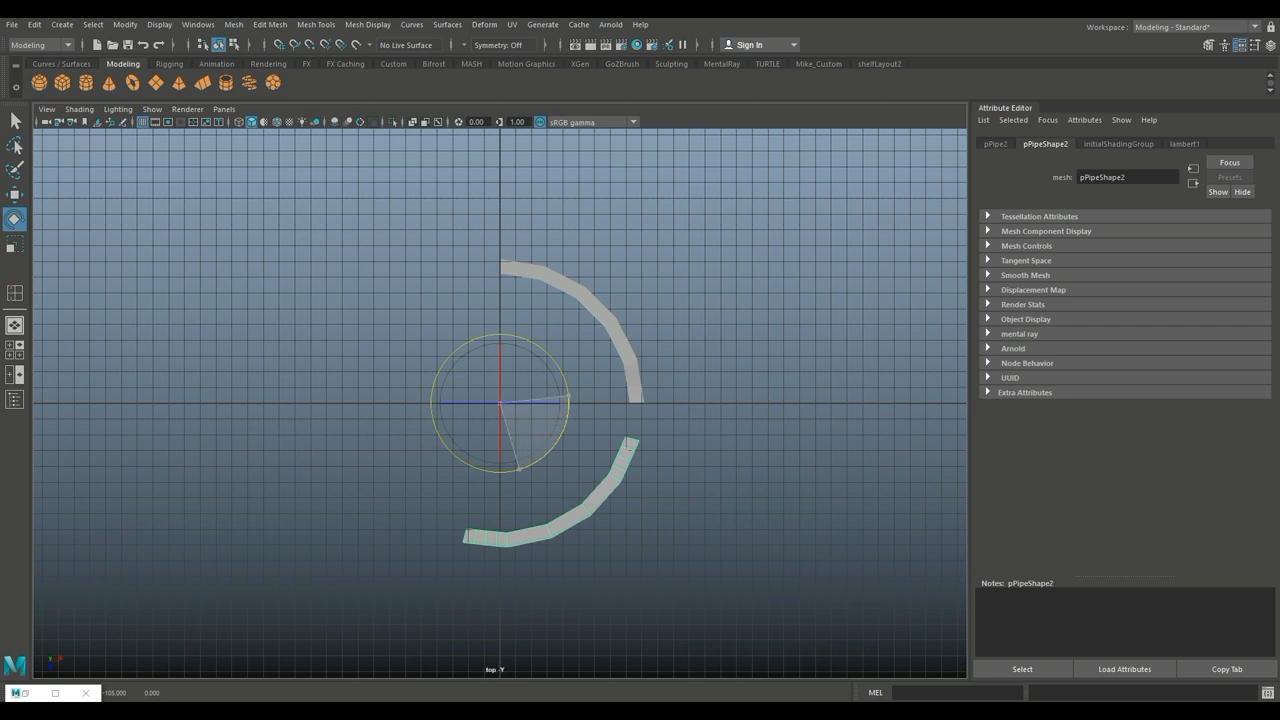 File Edit Create Select Modify Display Windows Mesh Edit Mesh Mesh Tools Mesh Display Curves Surfaces Deform UV Generate Cache Arnold Help
Workspace : Modeling - Standard*
Modeling No Live Surface Symmetry: Off Sign In
Curves / Surfaces Modeling Rigging Animation Rendering FX FX Caching Custom Bifrost MASH Motion Graphics XGen GoZBrush Sculpting MentalRay TURTLE Mike_Custom shelfLayout2
View Shading Lighting Show Renderer Panels
0.00 1.00 sRGB gamma
Attribute Editor
List Selected Focus Attributes Show Help
pPipe2 pPipeShape2 initialShadingGroup lambert1
Focus
mesh: pPipeShape2 Presets
Show Hide
Tessellation Attributes
Mesh Component Display
Mesh Controls
Tangent Space
Smooth Mesh
Displacement Map
Render Stats
Object Display
mental ray
Arnold
Node Behavior
UUID
Extra Attributes
Notes: pPipeShape2
top -Y
Select Load Attributes Copy Tab
-105.000 0.000 MEL